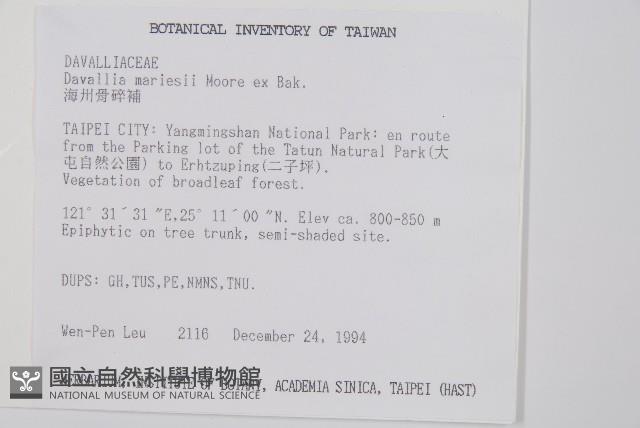 BOTANICAL INVENTORY OF TAIWAN
DAVALLIACEAE
Davallia mariesii Moore ex Bak.
海州骨碎補
TAIPEI CITY: Yangmingshan National Park: en route
from the Parking lot of the Tatun Natural Park(大
屯自然公園) to Erhtzuping(二子坪).
Vegetation of broadleaf forest.
121° 31´31 ″E,25° 11´00 ″N. Elev ca. 800-850 m
Epiphytic on tree trunk, semi-shaded site.
DUPS: GH,TUS,PE,NMNS,TNU.
Wen-Pen Leu 2116 December 24, 1994
國立自然科學博物館
HERBARIUM, INSTITUTE OF BOTANY, ACADEMIA SINICA, TAIPEI (HAST)
NATIONAL MUSEUM OF NATURAL SCIENCE